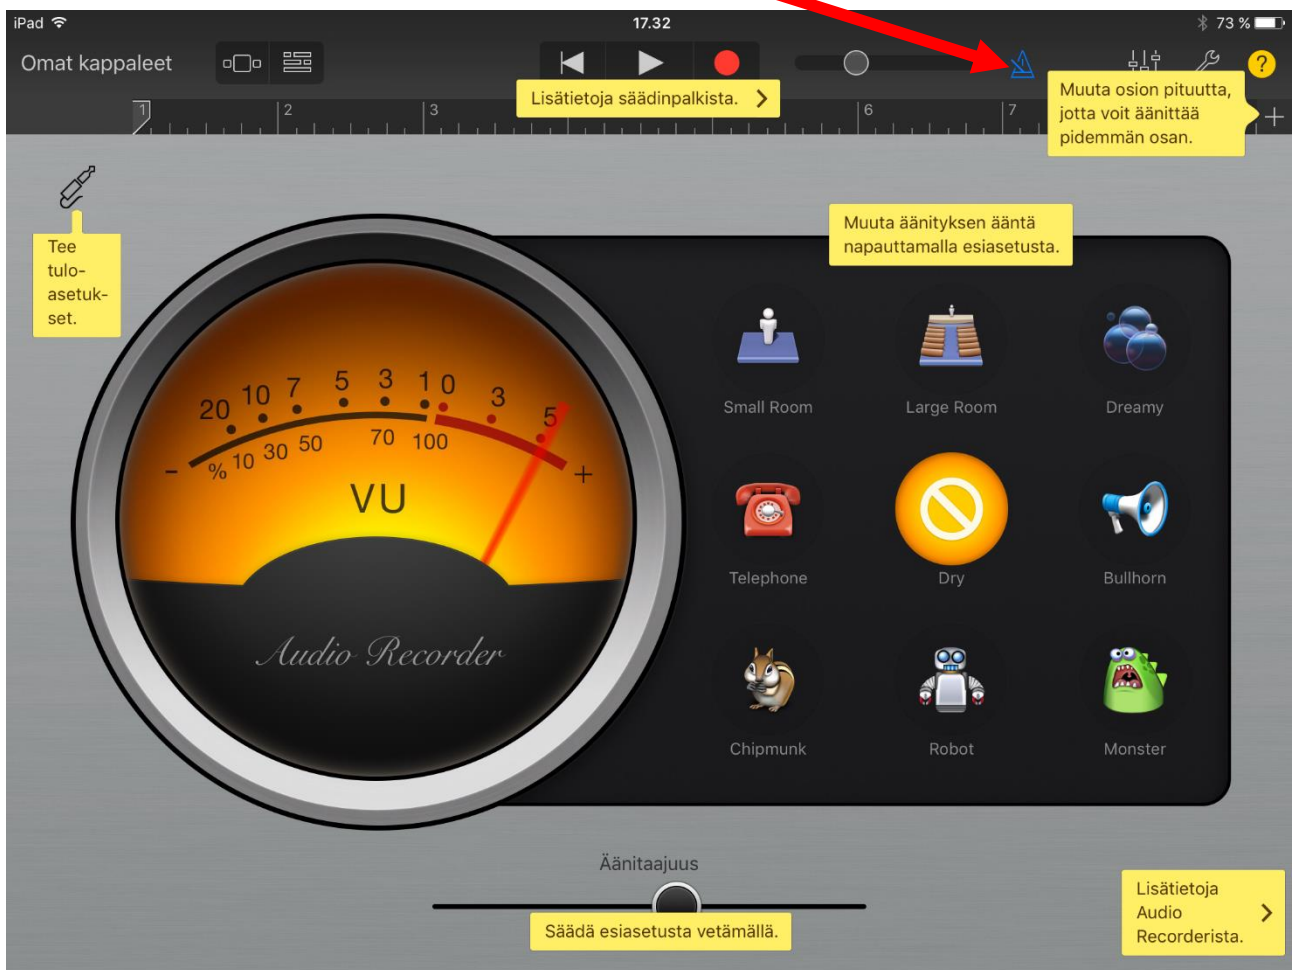 iPad 17.32 73 %
Omat kappaleet
?
Lisätietoja säädinpalkista.
Muuta osion pituutta,
jotta voit äänittää
pidemmän osan.
1 2 3 6 7
Tee
tulo-
asetuk-
set.
Muuta äänityksen ääntä
napauttamalla esiasetusta.
20 10 7 5 3 1 0 3 5
- % 10 30 50 70 100 +
VU
Audio Recorder
Small Room Large Room Dreamy
Telephone Dry Bullhorn
Chipmunk Robot Monster
Äänitaajuus
Säädä esiasetusta vetämällä.
Lisätietoja
Audio
Recorderista.